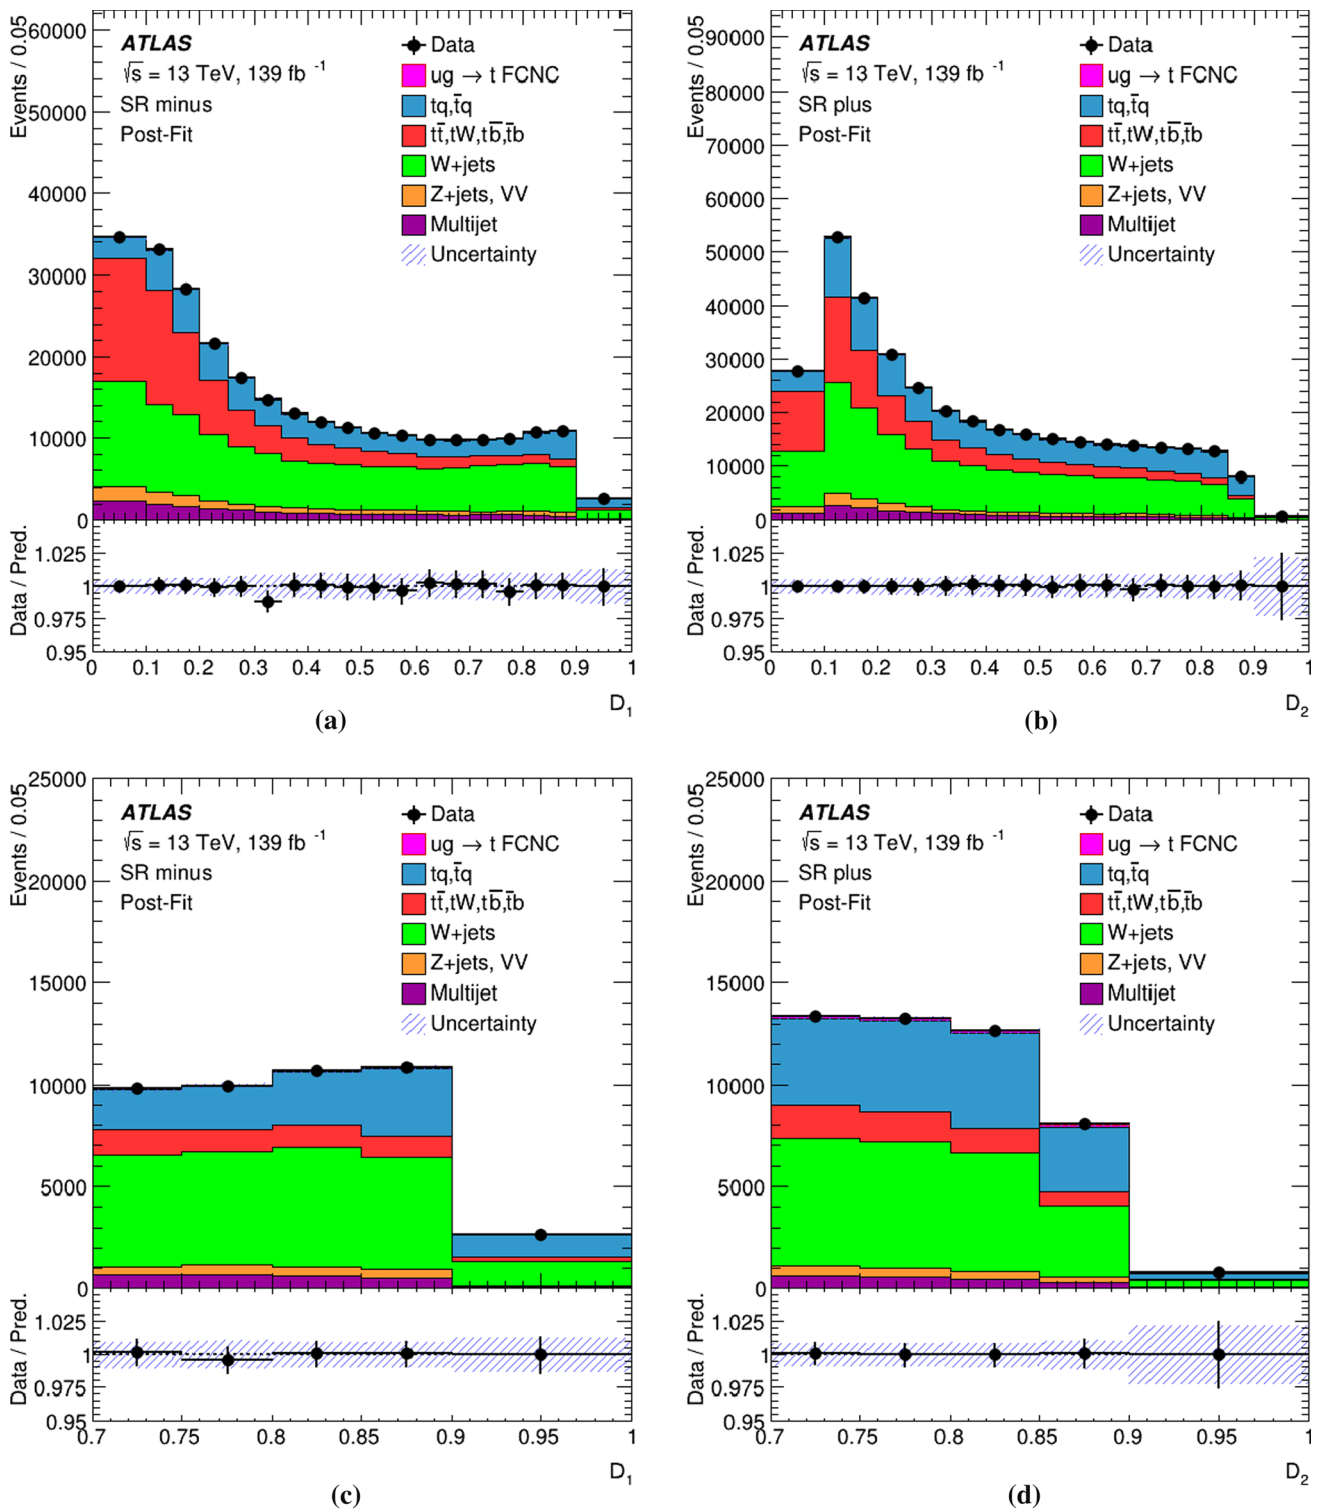 Events / 0.05
60000
50000
40000
30000
20000
10000
0
ATLAS
√s = 13 TeV, 139 fb ⁻¹
SR minus
Post-Fit
Data
ug → t FCNC
tq,t̄q
tt̄,tW,tb̄,t̄b
W+jets
Z+jets, VV
Multijet
Uncertainty
Data / Pred.
1.025
1
0.975
0.95
0 0.1 0.2 0.3 0.4 0.5 0.6 0.7 0.8 0.9 1
D₁
(a)
Events / 0.05
90000
80000
70000
60000
50000
40000
30000
20000
10000
0
ATLAS
√s = 13 TeV, 139 fb ⁻¹
SR plus
Post-Fit
Data
ug → t FCNC
tq,t̄q
tt̄,tW,tb̄,t̄b
W+jets
Z+jets, VV
Multijet
Uncertainty
Data / Pred.
1.025
1
0.975
0.95
0 0.1 0.2 0.3 0.4 0.5 0.6 0.7 0.8 0.9 1
D₂
(b)
Events / 0.05
25000
20000
15000
10000
5000
0
ATLAS
√s = 13 TeV, 139 fb ⁻¹
SR minus
Post-Fit
Data
ug → t FCNC
tq,t̄q
tt̄,tW,tb̄,t̄b
W+jets
Z+jets, VV
Multijet
Uncertainty
Data / Pred.
1.025
1
0.975
0.95
0.7 0.75 0.8 0.85 0.9 0.95 1
D₁
(c)
Events / 0.05
25000
20000
15000
10000
5000
0
ATLAS
√s = 13 TeV, 139 fb ⁻¹
SR plus
Post-Fit
Data
ug → t FCNC
tq,t̄q
tt̄,tW,tb̄,t̄b
W+jets
Z+jets, VV
Multijet
Uncertainty
Data / Pred.
1.025
1
0.975
0.95
0.7 0.75 0.8 0.85 0.9 0.95 1
D₂
(d)